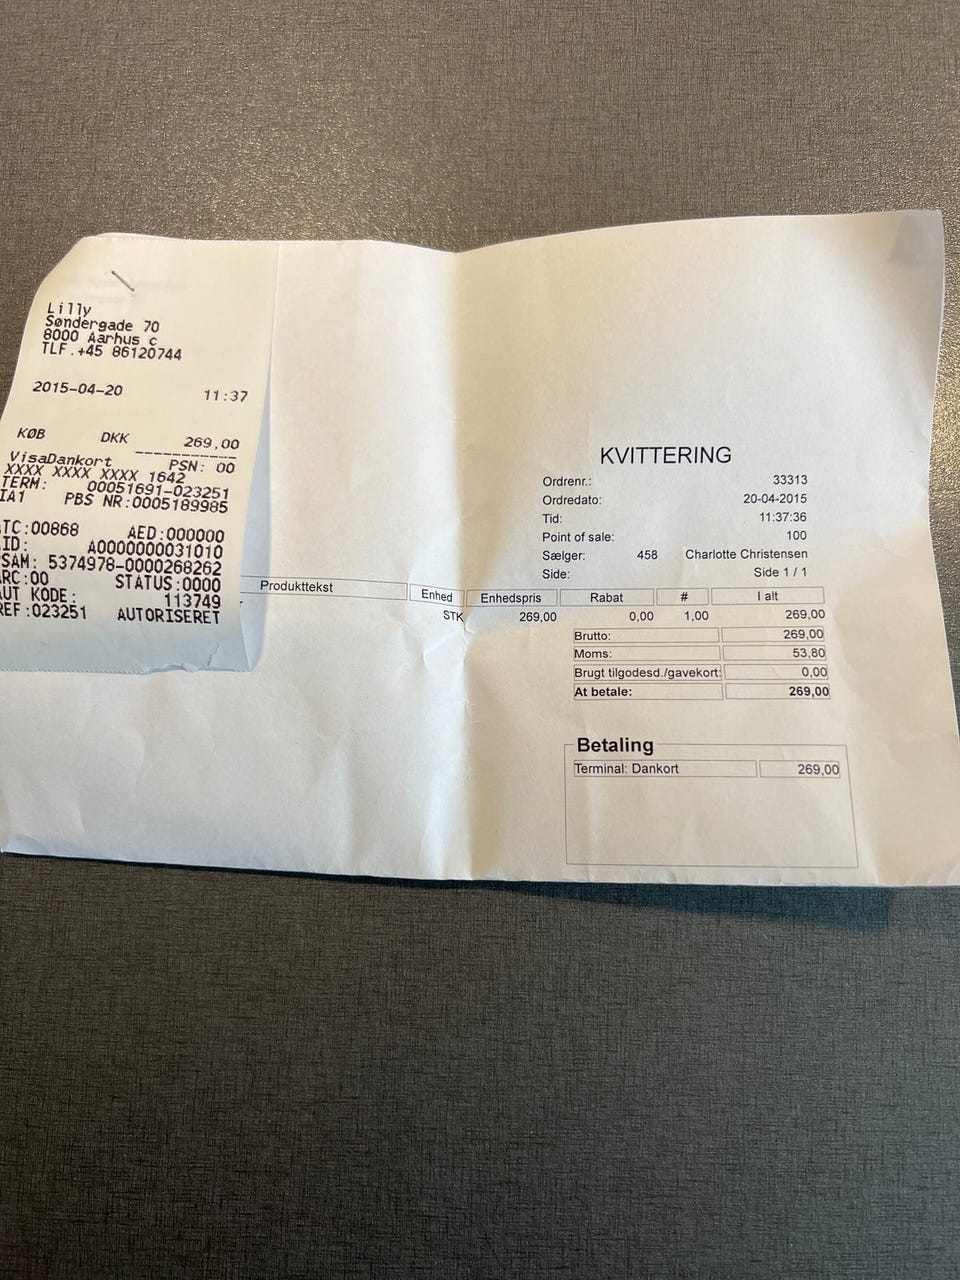 Lilly
Søndergade 70
8000 Aarhus c
TLF.+45 86120744
2015-04-20 11:37
KØB DKK 269,00
VisaDankort PSN: 00
XXXX XXXX XXXX 1642
TERM: 00051691-023251
IA1 PBS NR:0005189985
TC:00868 AED:000000
ID: A0000000031010
SAM: 5374978-0000268262
RC:00 STATUS:0000
UT KODE: 113749
REF:023251 AUTORISERET
KVITTERING
Ordrenr.: 33313
Ordredato: 20-04-2015
Tid: 11:37:36
Point of sale: 100
Sælger: 458 Charlotte Christensen
Side: Side 1 / 1
Produkttekst Enhed Enhedspris Rabat # I alt
STK 269,00 0,00 1,00 269,00
Brutto: 269,00
Moms: 53,80
Brugt tilgodesd./gavekort: 0,00
At betale: 269,00
Betaling
Terminal: Dankort 269,00